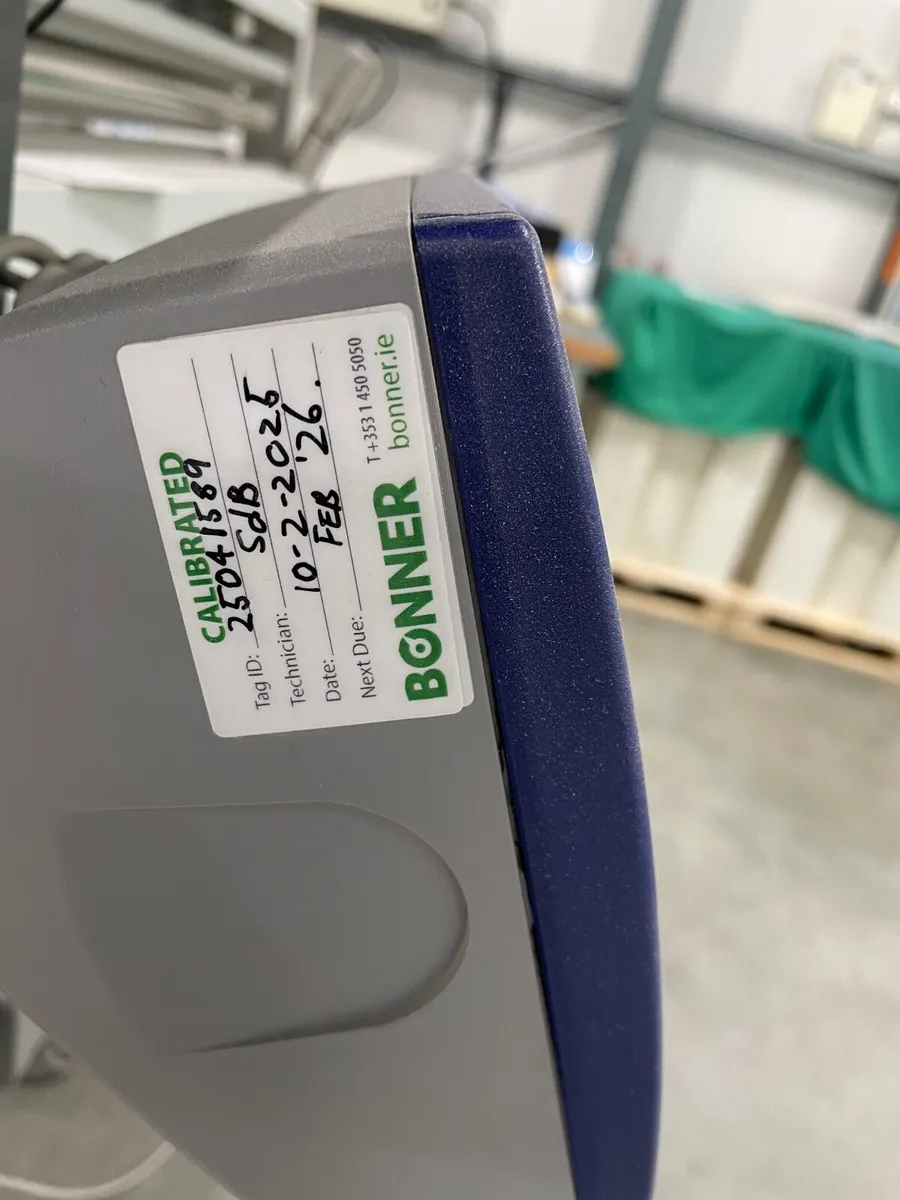 CALIBRATED
Tag ID: 25041589
Technician: SdB
Date: 10-2-2025
Next Due: FEB '26.
BONNER
T +353 1 450 5050
bonner.ie